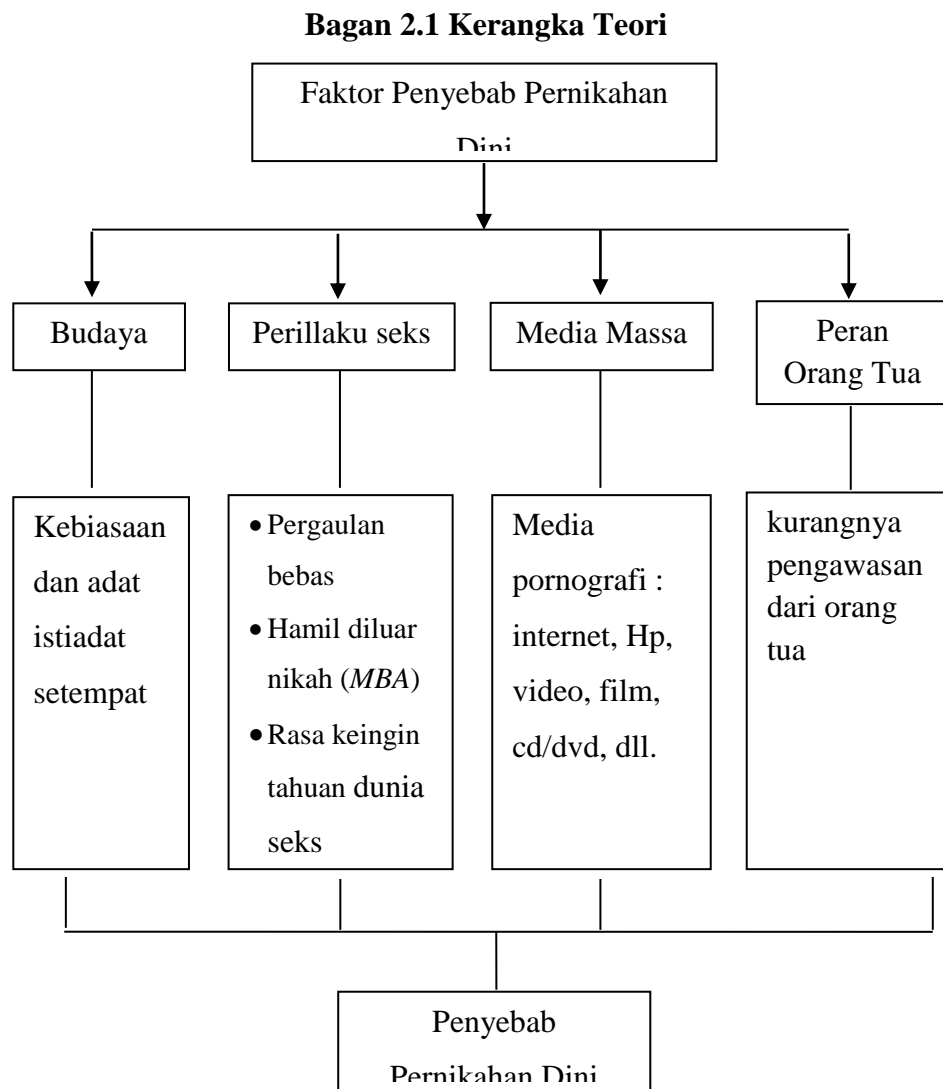 Bagan 2.1 Kerangka Teori
Faktor Penyebab Pernikahan
Dini
Budaya
Perillaku seks
Media Massa
Peran
Orang Tua
Kebiasaan
dan adat
istiadat
setempat
• Pergaulan
bebas
• Hamil diluar
nikah (MBA)
• Rasa keingin
tahuan dunia
seks
Media
pornografi :
internet, Hp,
video, film,
cd/dvd, dll.
kurangnya
pengawasan
dari orang
tua
Penyebab
Pernikahan Dini